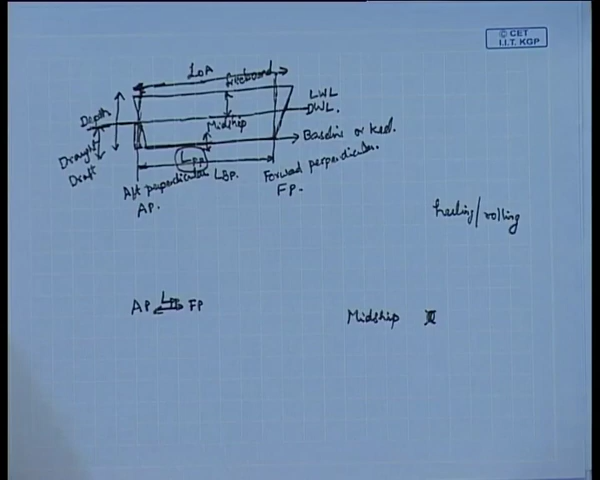 © CET
I.I.T. KGP
LOA
freeboard
LWL
DWL.
Depth
Midship
Baseline or keel.
Draught
Draft
Lpp
LBP.
Aft perpendicular
AP.
Forward perpendicular.
FP.
heeling/rolling
AP Lpp FP
Midship